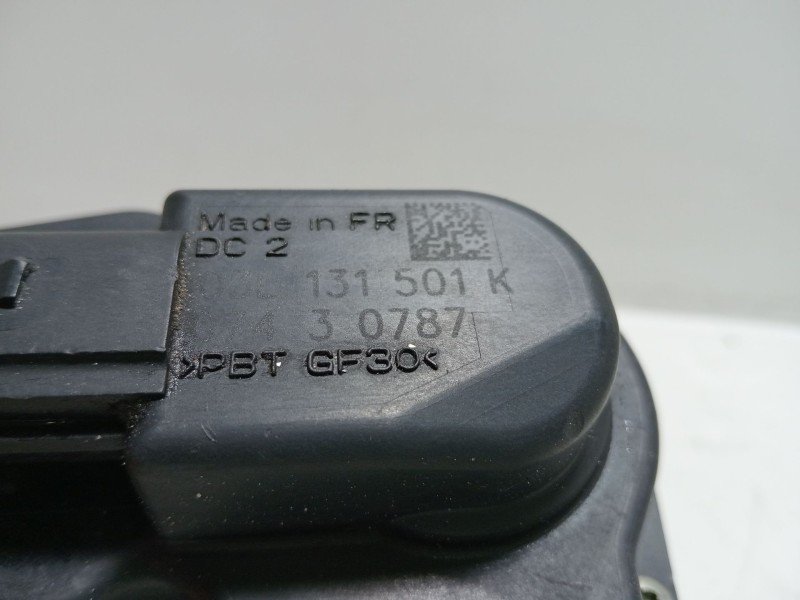 Made in FR
DC 2
131 501 K
3 0787
>PBT GF30<